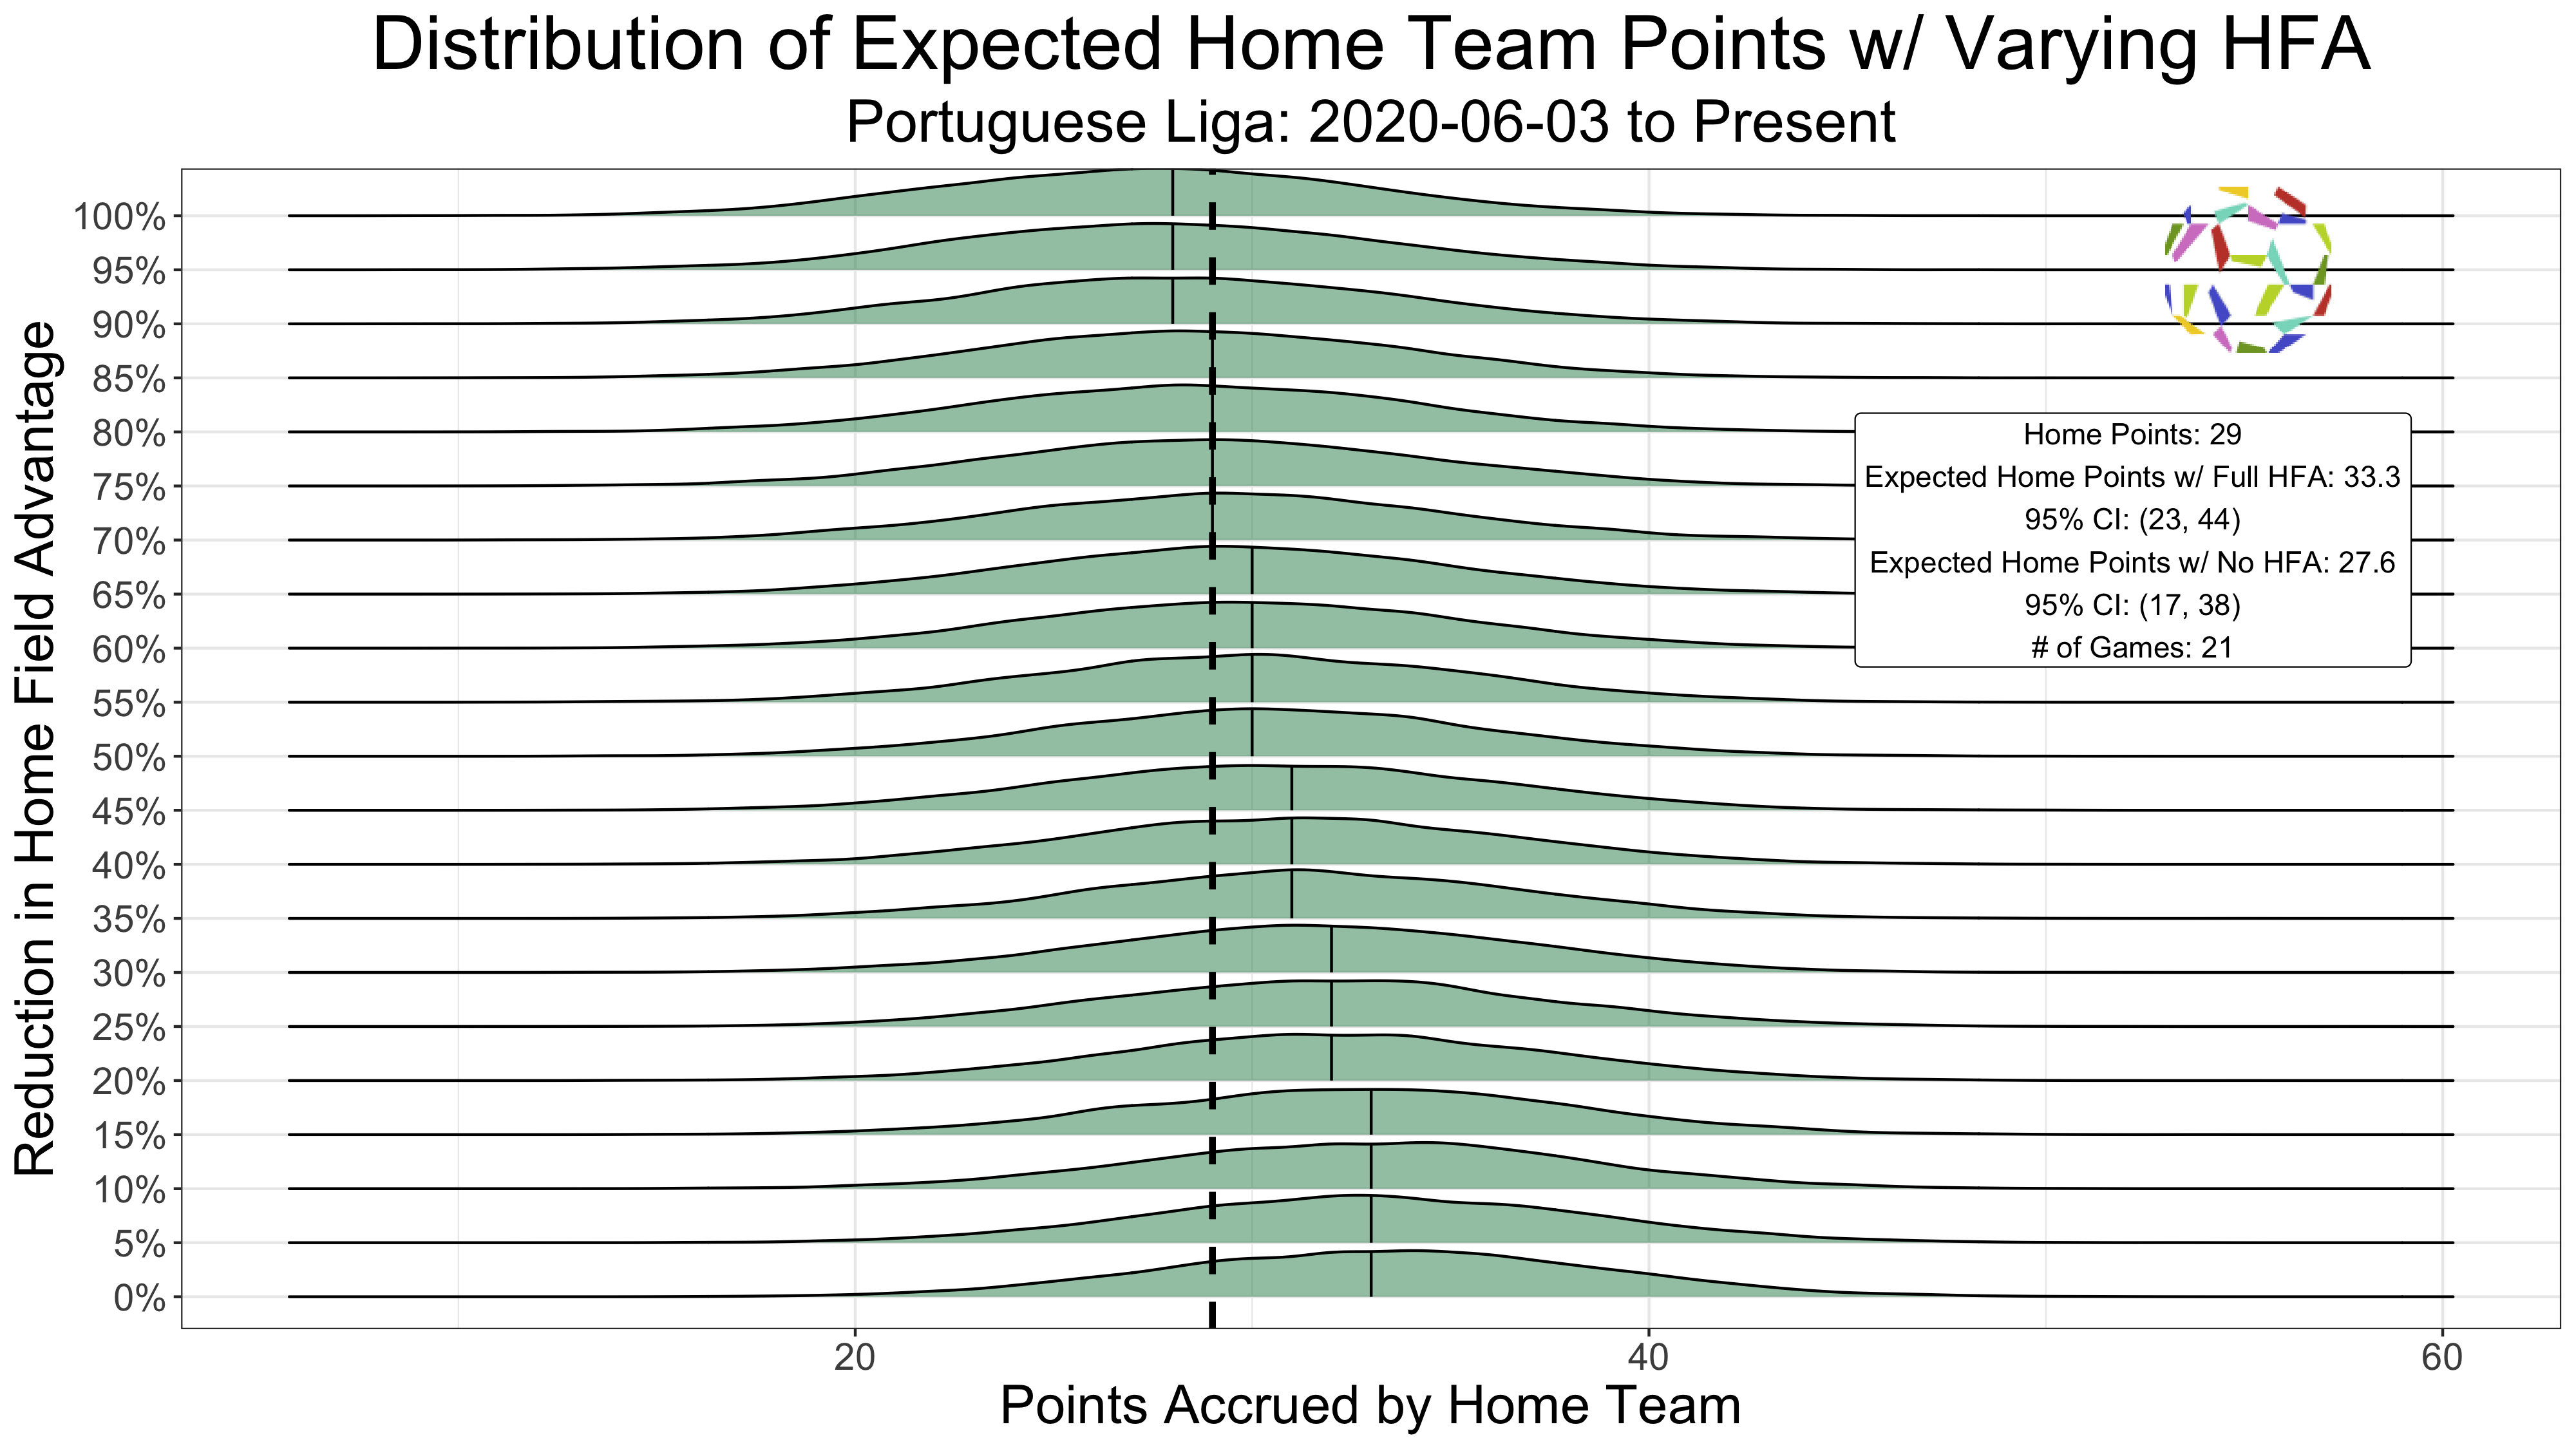 Distribution of Expected Home Team Points w/ Varying HFA
Portuguese Liga: 2020-06-03 to Present
Reduction in Home Field Advantage
100%
95%
90%
85%
80%
75%
70%
65%
60%
55%
50%
45%
40%
35%
30%
25%
20%
15%
10%
5%
0%
Home Points: 29
Expected Home Points w/ Full HFA: 33.3
95% CI: (23, 44)
Expected Home Points w/ No HFA: 27.6
95% CI: (17, 38)
# of Games: 21
20 40 60
Points Accrued by Home Team